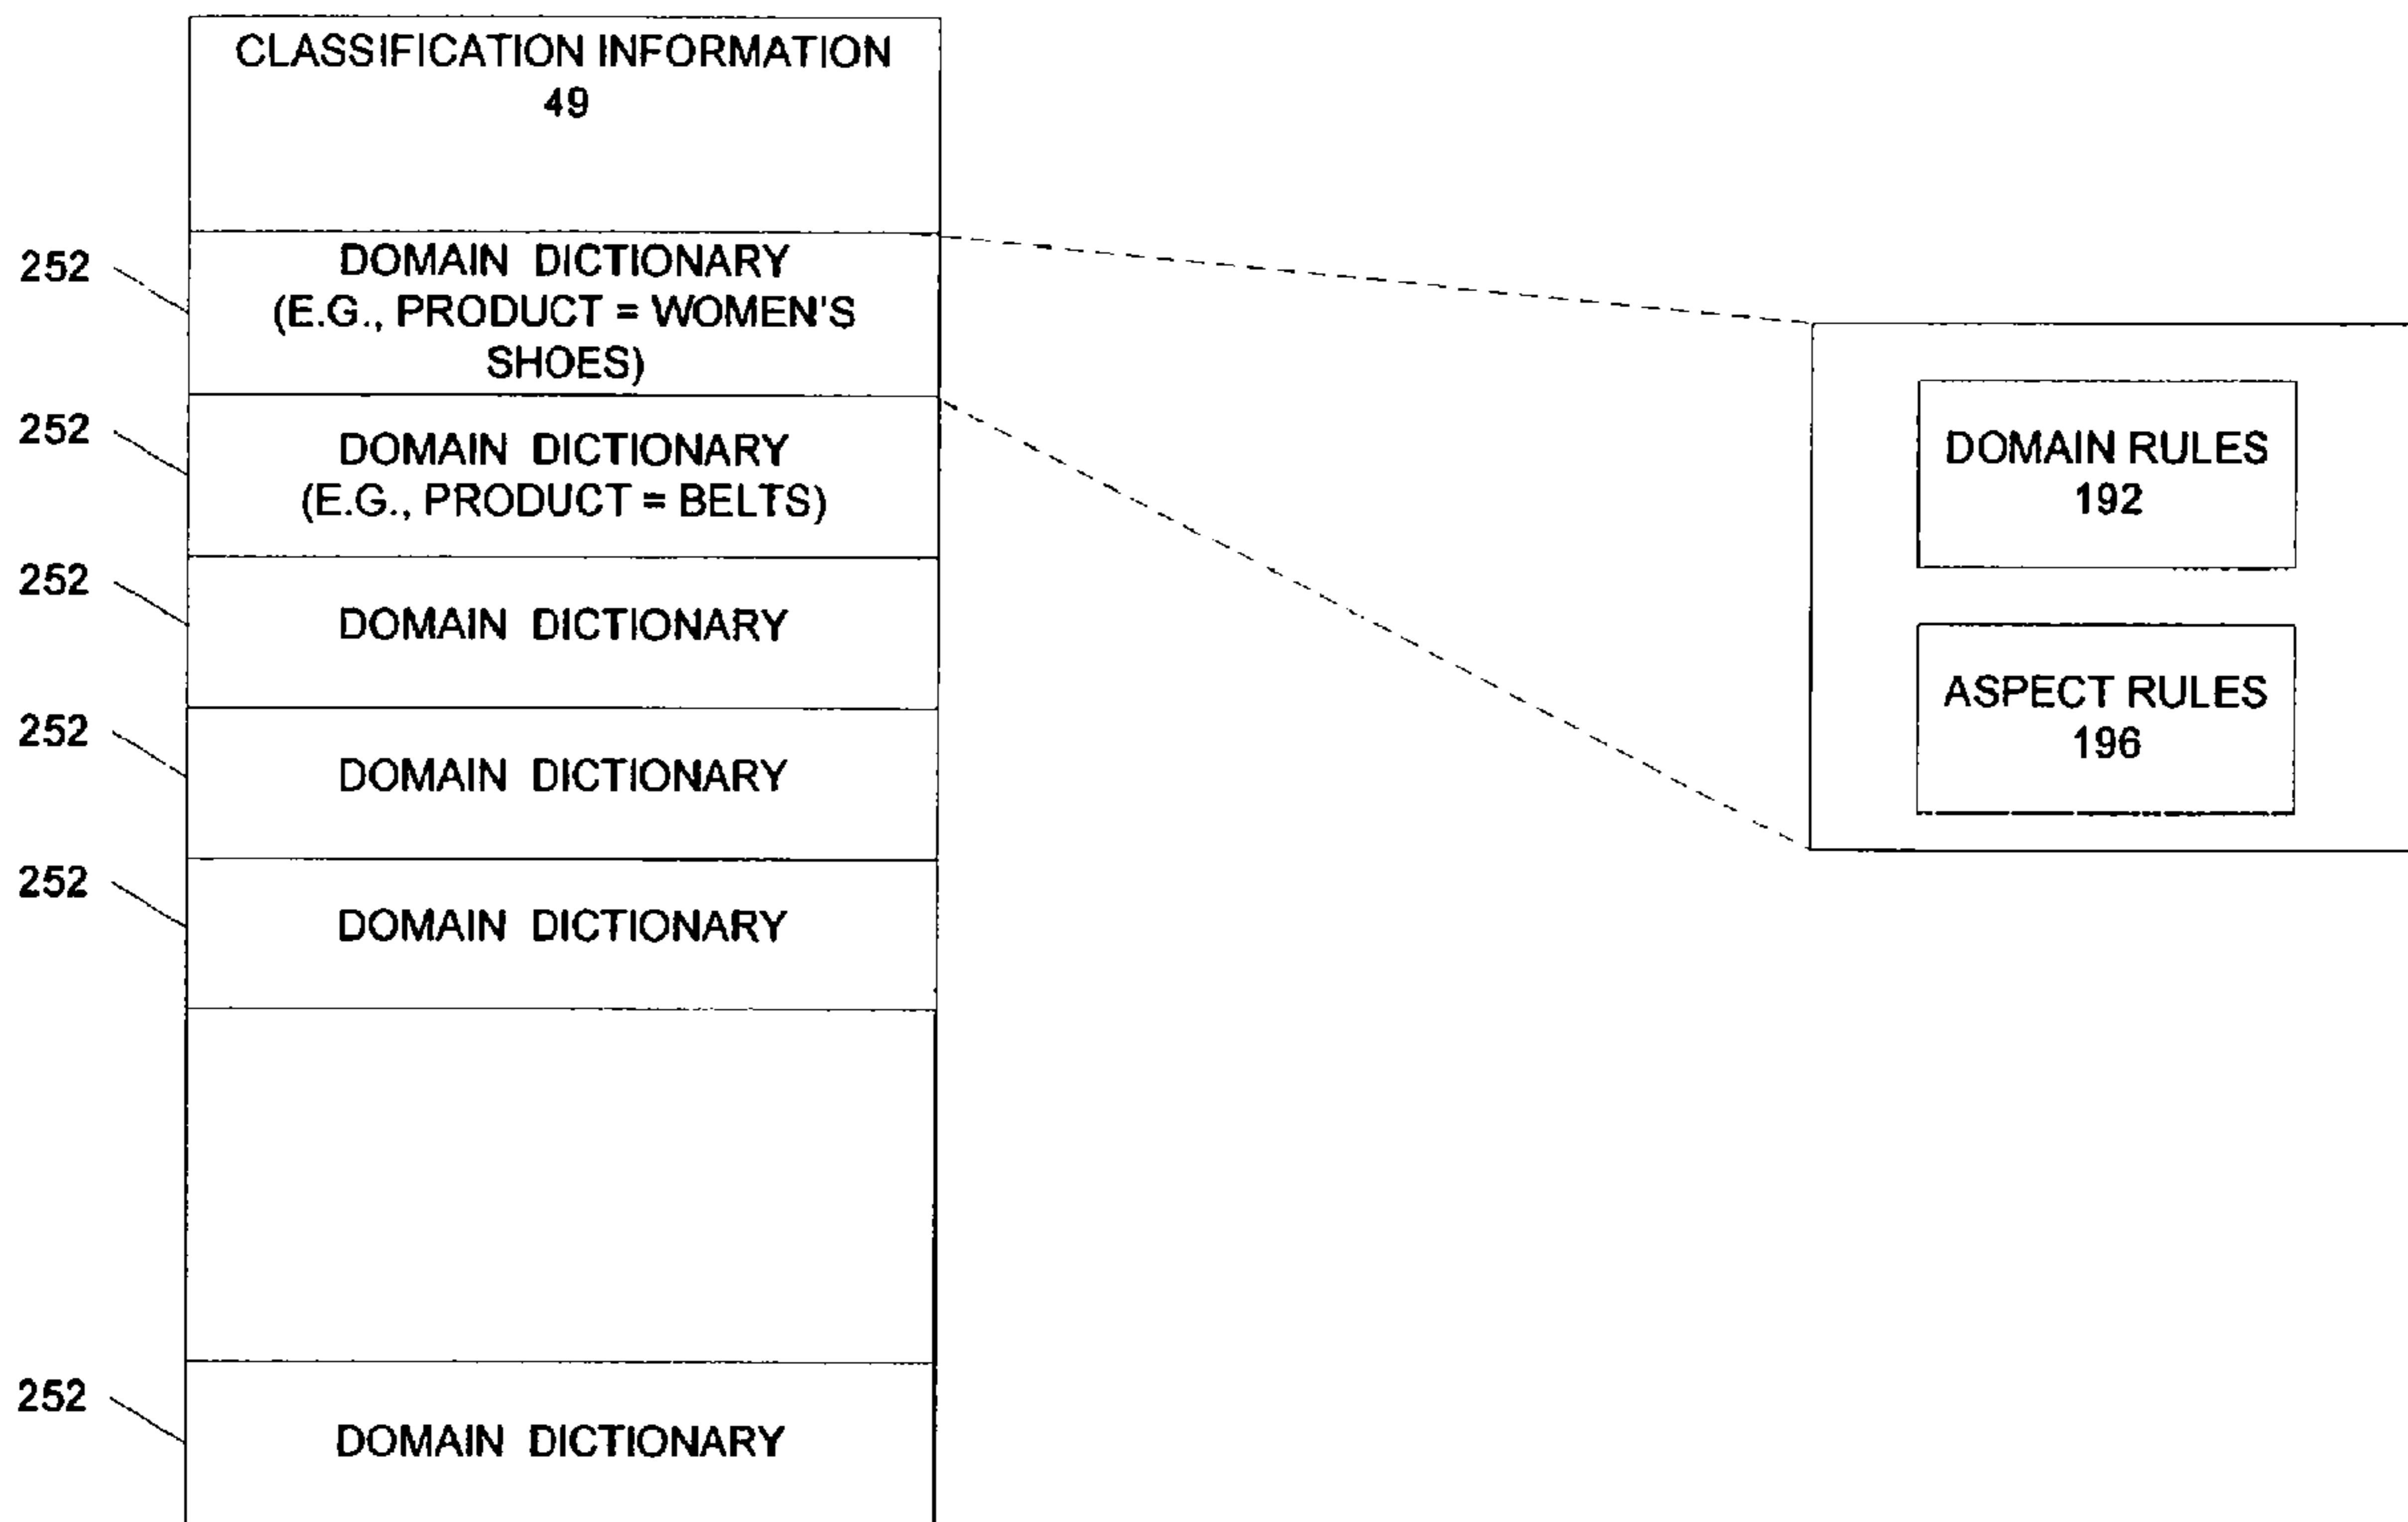 CLASSIFICATION INFORMATION
49
252
DOMAIN DICTIONARY
(E.G., PRODUCT = WOMEN'S
SHOES)
252
DOMAIN DICTIONARY
(E.G., PRODUCT = BELTS)
252
DOMAIN DICTIONARY
252
DOMAIN DICTIONARY
252
DOMAIN DICTIONARY
252
DOMAIN DICTIONARY
DOMAIN RULES
192
ASPECT RULES
196